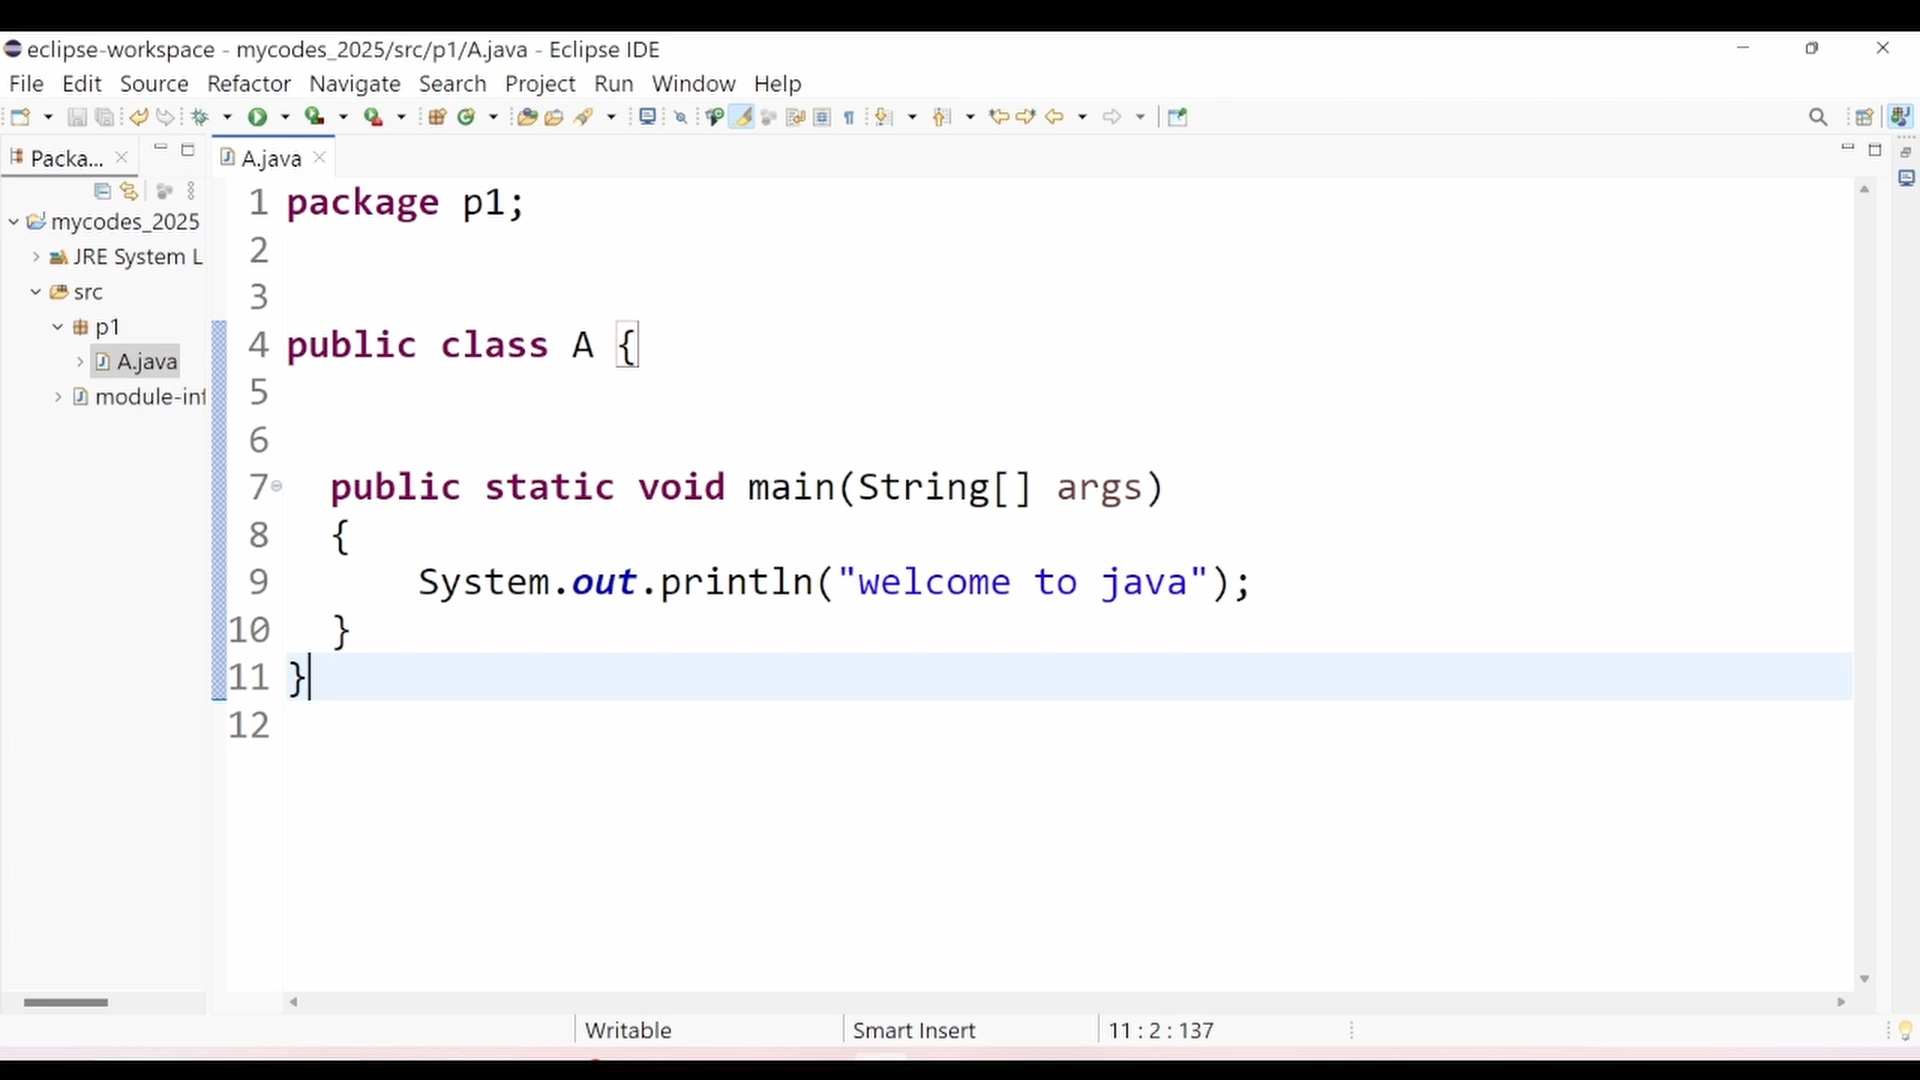 eclipse-workspace - mycodes_2025/src/p1/A.java - Eclipse IDE
File Edit Source Refactor Navigate Search Project Run Window Help
Packa...
A.java
mycodes_2025
JRE System L
src
p1
A.java
module-inf
1 package p1;
2
3
4 public class A {
5
6
7 public static void main(String[] args)
8 {
9 System.out.println("welcome to java");
10 }
11 }
12
Writable Smart Insert 11 : 2 : 137